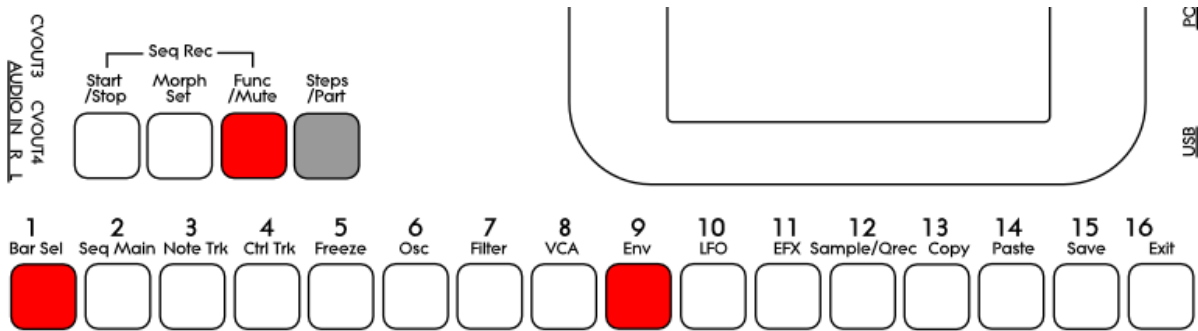 CVOUT3 CVOUT4
AUDIO IN R L
PC
USB
Seq Rec
Start /Stop
Morph Set
Func /Mute
Steps /Part
1 2 3 4 5 6 7 8 9 10 11 12 13 14 15 16
Bar Sel Seq Main Note Trk Ctrl Trk Freeze Osc Filter VCA Env LFO EFX Sample/Qrec Copy Paste Save Exit